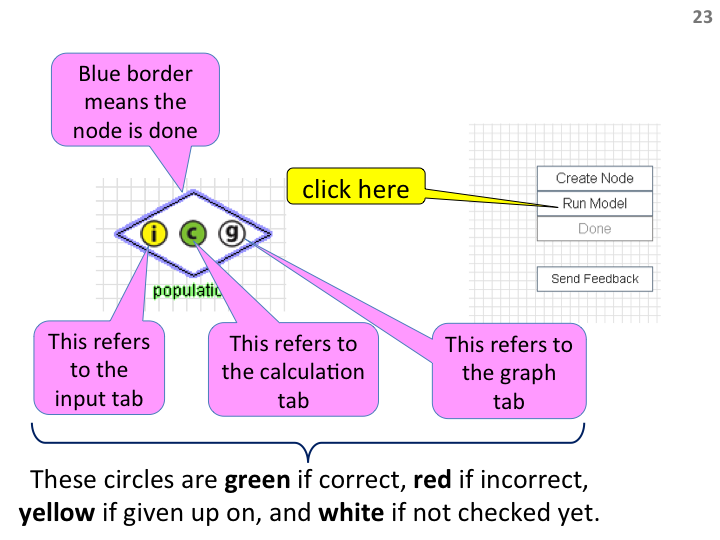 23
Blue border
means the
node is done
click here
Create Node
Run Model
Done
Send Feedback
i c g
This refers
to the
input tab
This refers to
the calculation
tab
This refers to
the graph
tab
These circles are green if correct, red if incorrect,
yellow if given up on, and white if not checked yet.